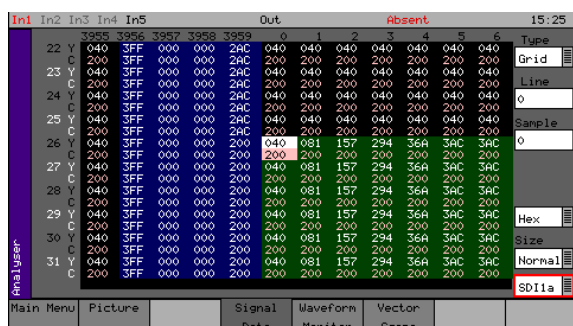 In1 In2 In3 In4 In5 Out Absent 15:25
3955 3956 3957 3958 3959 0 1 2 3 4 5 6 Type
22 Y 040 3FF 000 000 2AC 040 040 040 040 040 040 040
C 200 3FF 000 000 2AC 200 200 200 200 200 200 200 Grid
23 Y 040 3FF 000 000 2AC 040 040 040 040 040 040 040 Line
C 200 3FF 000 000 2AC 200 200 200 200 200 200 200
24 Y 040 3FF 000 000 2AC 040 040 040 040 040 040 040 0
C 200 3FF 000 000 2AC 200 200 200 200 200 200 200
25 Y 040 3FF 000 000 2AC 040 040 040 040 040 040 040 Sample
C 200 3FF 000 000 2AC 200 200 200 200 200 200 200
26 Y 040 3FF 000 000 200 040 081 157 294 36A 3AC 3AC 0
C 200 3FF 000 000 200 200 200 200 200 200 200 200
27 Y 040 3FF 000 000 200 040 081 157 294 36A 3AC 3AC
C 200 3FF 000 000 200 200 200 200 200 200 200 200
28 Y 040 3FF 000 000 200 040 081 157 294 36A 3AC 3AC
C 200 3FF 000 000 200 200 200 200 200 200 200 200
29 Y 040 3FF 000 000 200 040 081 157 294 36A 3AC 3AC Hex
C 200 3FF 000 000 200 200 200 200 200 200 200 200
30 Y 040 3FF 000 000 200 040 081 157 294 36A 3AC 3AC Size
C 200 3FF 000 000 200 200 200 200 200 200 200 200
31 Y 040 3FF 000 000 200 040 081 157 294 36A 3AC 3AC Normal
C 200 3FF 000 000 200 200 200 200 200 200 200 200
SDI1a
Analyser
Main Menu Picture Signal Waveform Vector
Data Monitor Scope